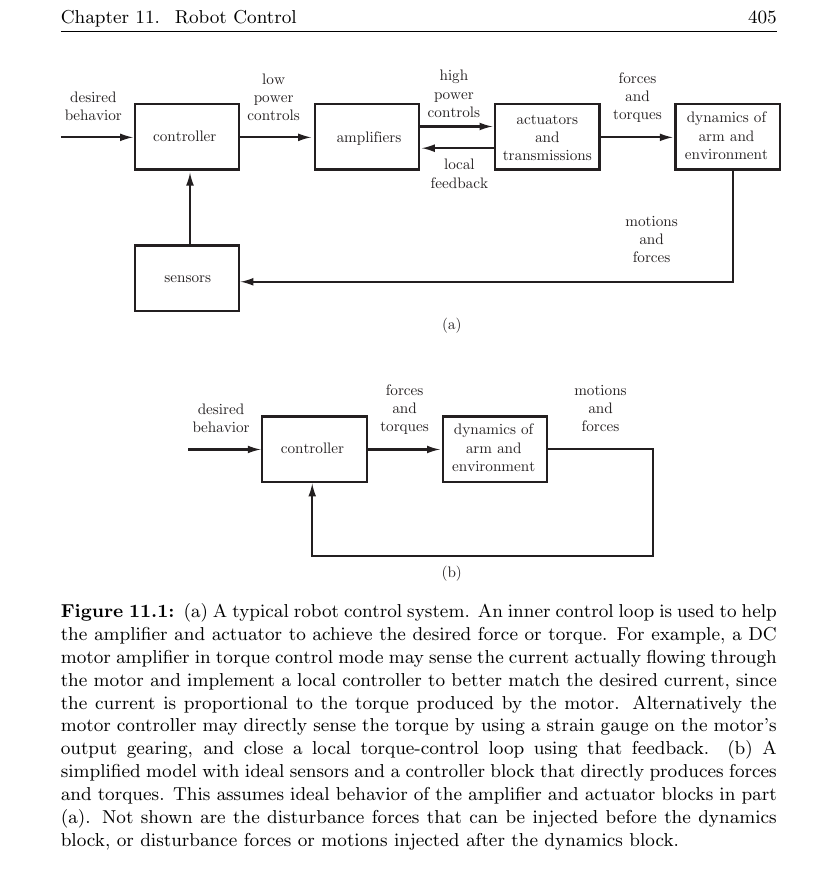 Chapter 11. Robot Control 405
desired
behavior
controller
low
power
controls
amplifiers
high
power
controls
local
feedback
actuators
and
transmissions
forces
and
torques
dynamics of
arm and
environment
motions
and
forces
sensors
(a)
desired
behavior
controller
forces
and
torques
dynamics of
arm and
environment
motions
and
forces
(b)
Figure 11.1: (a) A typical robot control system. An inner control loop is used to help
the amplifier and actuator to achieve the desired force or torque. For example, a DC
motor amplifier in torque control mode may sense the current actually flowing through
the motor and implement a local controller to better match the desired current, since
the current is proportional to the torque produced by the motor. Alternatively the
motor controller may directly sense the torque by using a strain gauge on the motor's
output gearing, and close a local torque-control loop using that feedback. (b) A
simplified model with ideal sensors and a controller block that directly produces forces
and torques. This assumes ideal behavior of the amplifier and actuator blocks in part
(a). Not shown are the disturbance forces that can be injected before the dynamics
block, or disturbance forces or motions injected after the dynamics block.